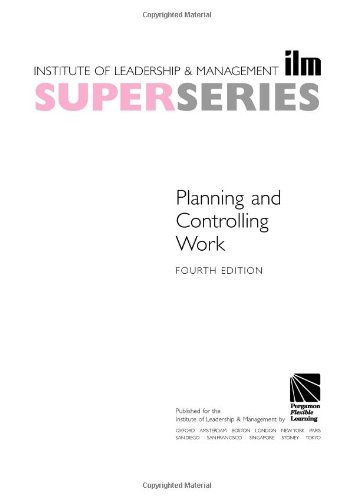 Copyrighted Material
INSTITUTE OF LEADERSHIP & MANAGEMENT ilm
SUPERSERIES
Planning and
Controlling
Work
FOURTH EDITION
Published for the
Institute of Leadership & Management by
Pergamon
Flexible
Learning
OXFORD AMSTERDAM BOSTON LONDON NEW YORK PARIS
SAN DIEGO SAN FRANCISCO SINGAPORE SYDNEY TOKYO
Copyrighted Material